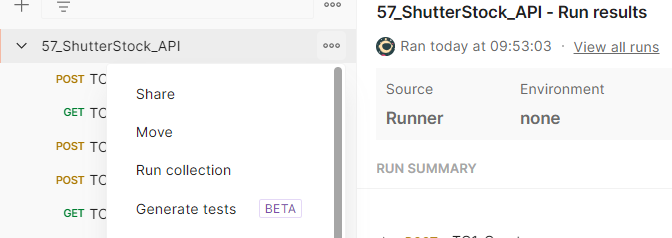 57_ShutterStock_API
POST TC
GET TC
POST TC
POST TC
GET TC
Share
Move
Run collection
Generate tests BETA
57_ShutterStock_API - Run results
Ran today at 09:53:03 · View all runs
Source Environment
Runner none
RUN SUMMARY